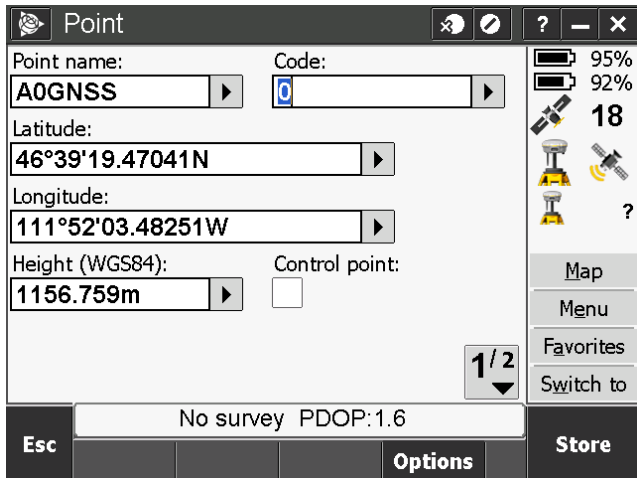 Point
? – ×
Point name:
Code:
A0GNSS
0
Latitude:
46°39'19.47041N
Longitude:
111°52'03.48251W
Height (WGS84):
Control point:
1156.759m
1/2
95%
92%
18
?
Map
Menu
Favorites
Switch to
No survey PDOP:1.6
Esc
Options
Store